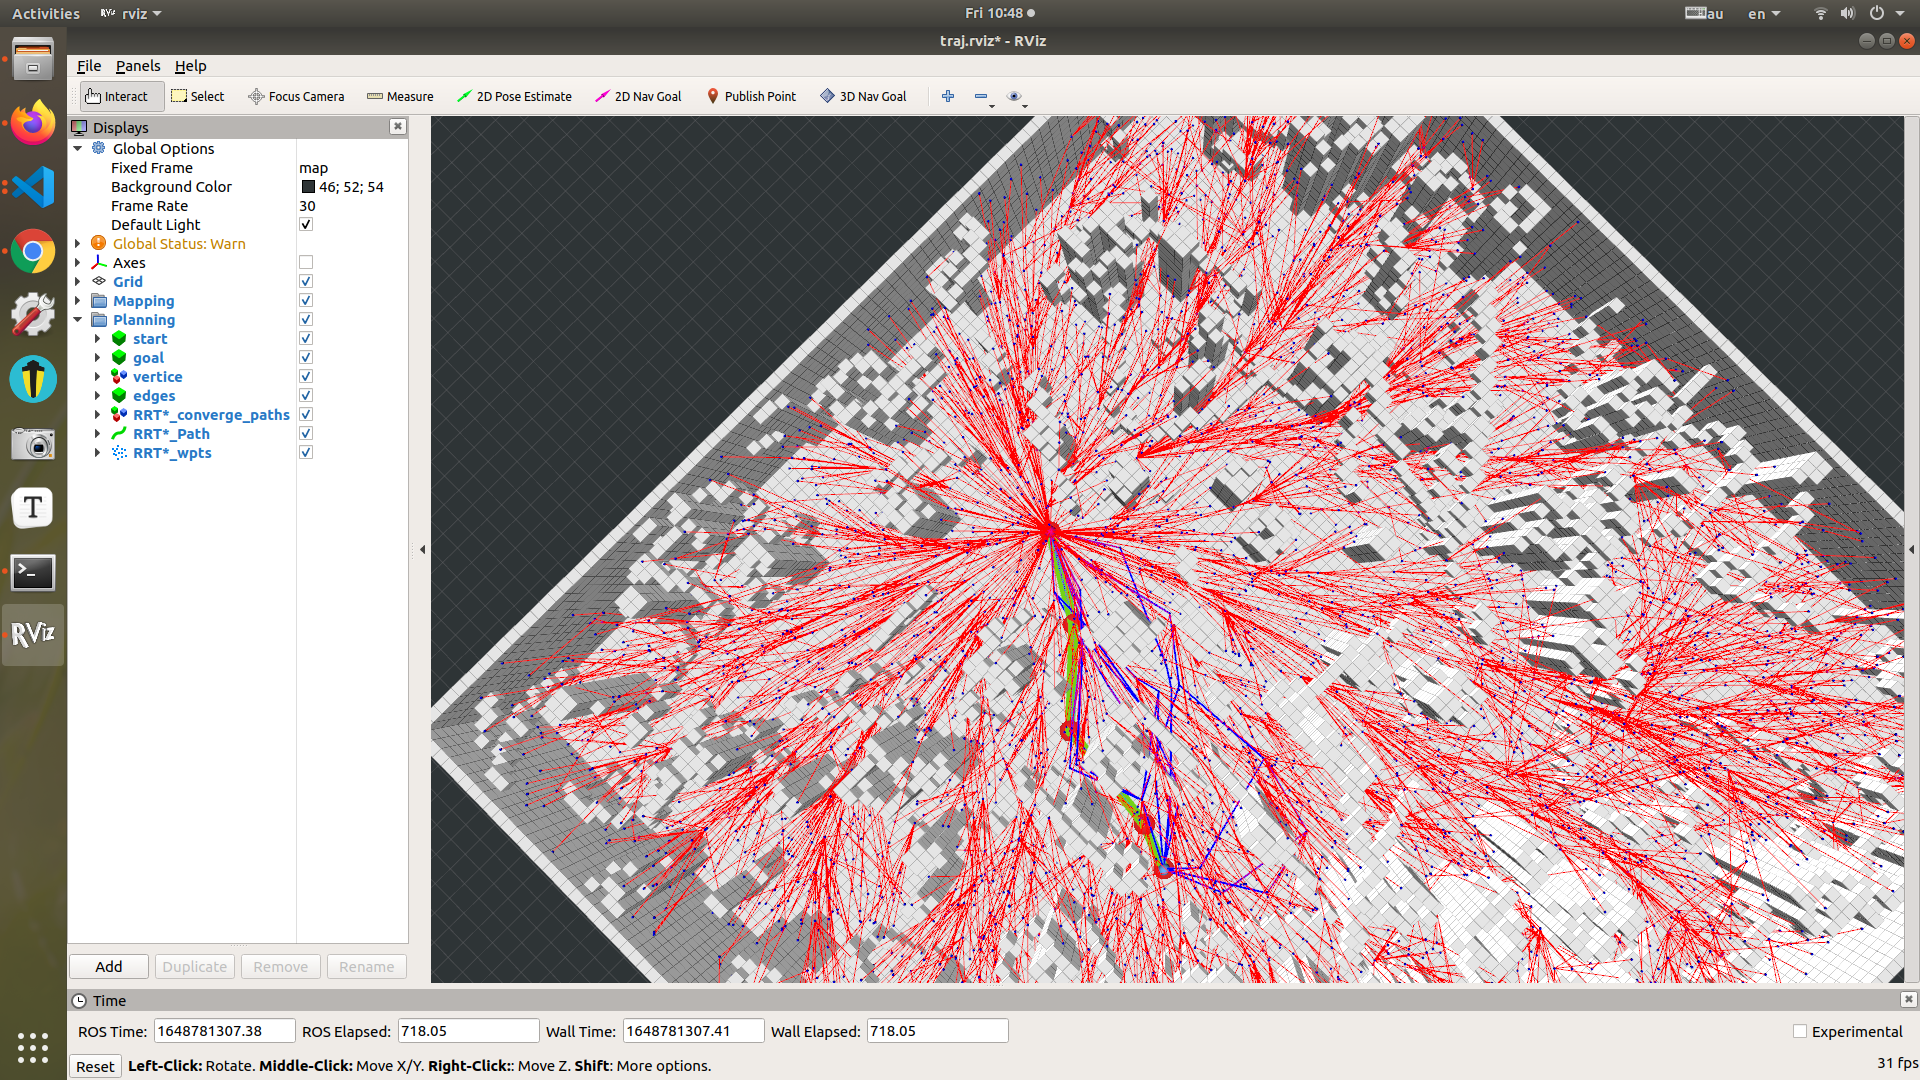 Activities
RViz rviz
Fri 10:48
au
en
traj.rviz* - RViz
File Panels Help
Interact Select Focus Camera Measure 2D Pose Estimate 2D Nav Goal Publish Point 3D Nav Goal
Displays
Global Options
Fixed Frame map
Background Color 46; 52; 54
Frame Rate 30
Default Light
Global Status: Warn
Axes
Grid
Mapping
Planning
start
goal
vertice
edges
RRT*_converge_paths
RRT*_Path
RRT*_wpts
T
RViz
Add Duplicate Remove Rename
Time
ROS Time: 1648781307.38 ROS Elapsed: 718.05 Wall Time: 1648781307.41 Wall Elapsed: 718.05 Experimental
Reset Left-Click: Rotate. Middle-Click: Move X/Y. Right-Click:: Move Z. Shift: More options. 31 fps